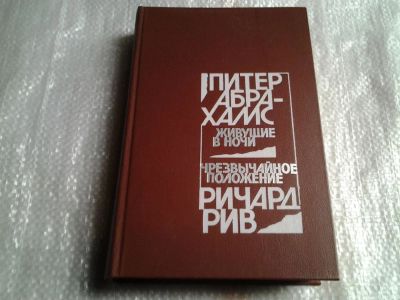 ПИТЕР
АБРА-
ХАМС
ЖИВУЩИЕ
В НОЧИ
ЧРЕЗВЫЧАЙНОЕ
ПОЛОЖЕНИЕ
РИЧАРД
РИВ